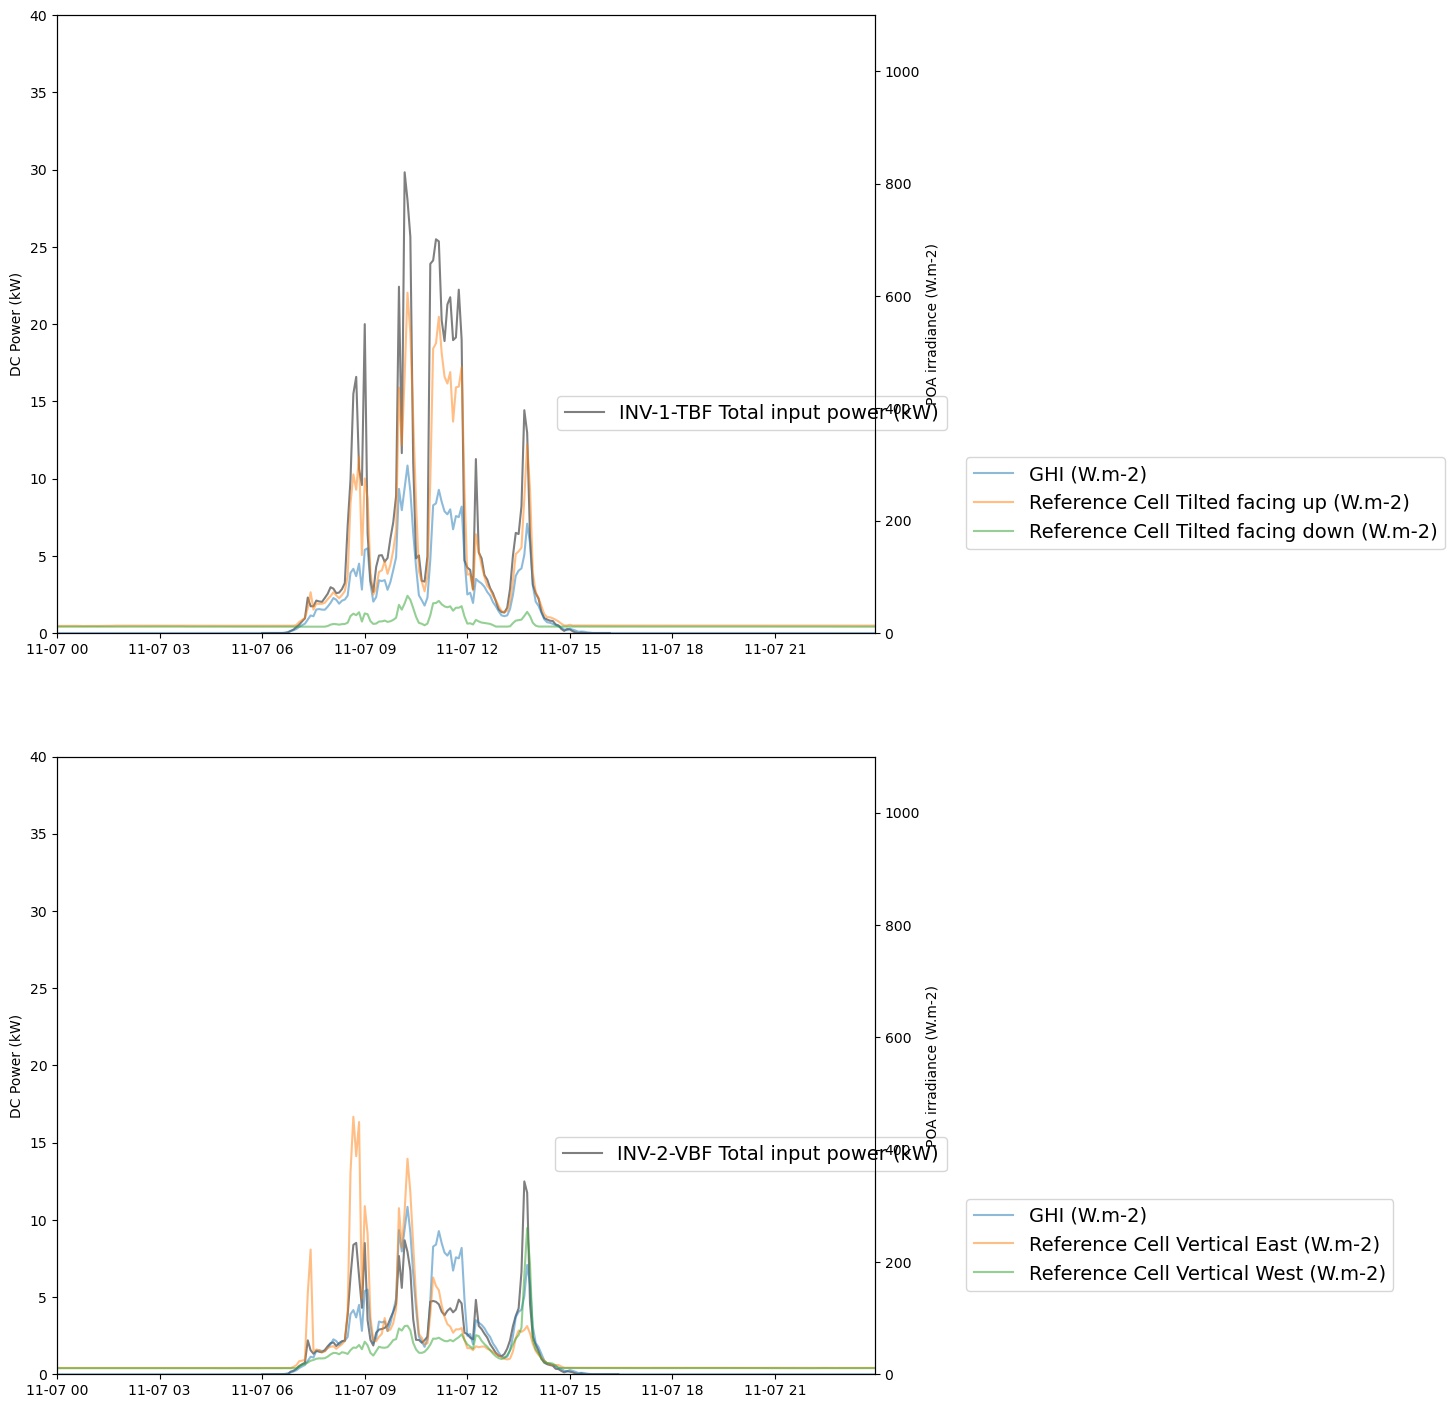 40
35
30
25
20
15
10
5
0
DC Power (kW)
1000
800
600
400
200
0
POA irradiance (W.m-2)
INV-1-TBF Total input power (kW)
GHI (W.m-2)
Reference Cell Tilted facing up (W.m-2)
Reference Cell Tilted facing down (W.m-2)
11-07 00 11-07 03 11-07 06 11-07 09 11-07 12 11-07 15 11-07 18 11-07 21
40
35
30
25
20
15
10
5
0
DC Power (kW)
1000
800
600
400
200
0
POA irradiance (W.m-2)
INV-2-VBF Total input power (kW)
GHI (W.m-2)
Reference Cell Vertical East (W.m-2)
Reference Cell Vertical West (W.m-2)
11-07 00 11-07 03 11-07 06 11-07 09 11-07 12 11-07 15 11-07 18 11-07 21